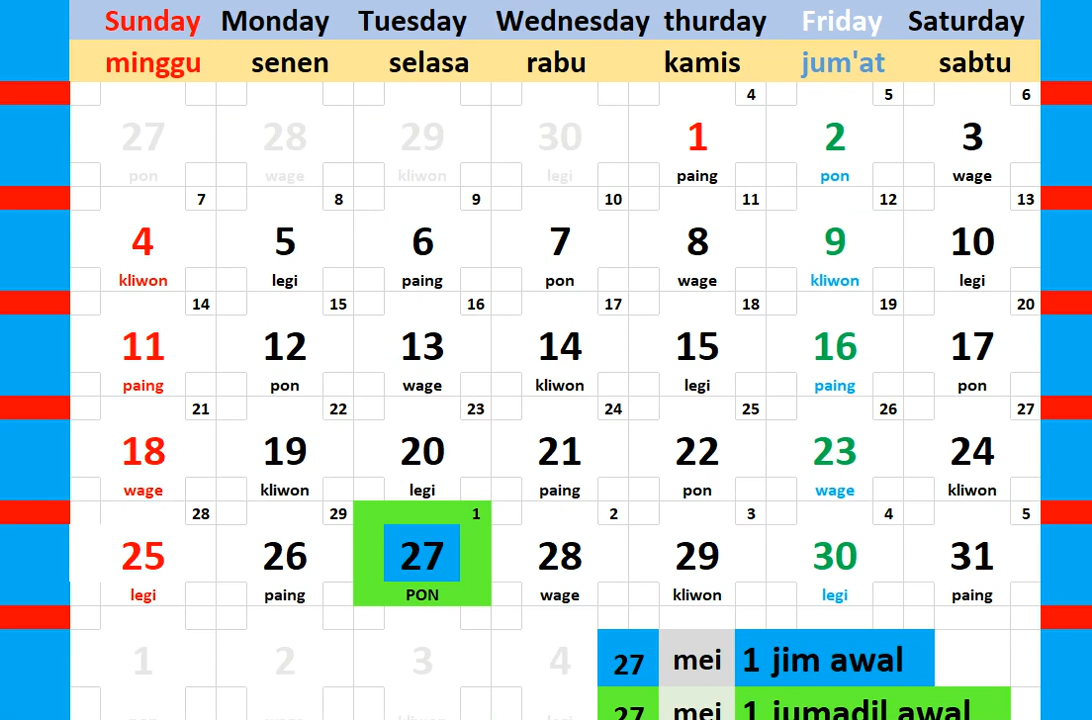 Sunday Monday Tuesday Wednesday thurday Friday Saturday
minggu senen selasa rabu kamis jum'at sabtu
4 5 6
27 28 29 30 1 2 3
pon wage kliwon legi paing pon wage
7 8 9 10 11 12 13
4 5 6 7 8 9 10
kliwon legi paing pon wage kliwon legi
14 15 16 17 18 19 20
11 12 13 14 15 16 17
paing pon wage kliwon legi paing pon
21 22 23 24 25 26 27
18 19 20 21 22 23 24
wage kliwon legi paing pon wage kliwon
28 29 1 2 3 4 5
25 26 27 28 29 30 31
legi paing PON wage kliwon legi paing
1 2 3 4 27 mei 1 jim awal
27 mei 1 jumadil awal